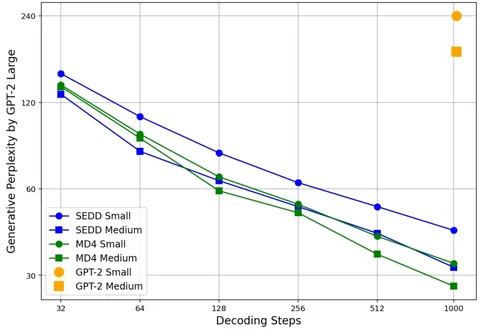 240
120
60
30
Generative Perplexity by GPT-2 Large
SEDD Small
SEDD Medium
MD4 Small
MD4 Medium
GPT-2 Small
GPT-2 Medium
32 64 128 256 512 1000
Decoding Steps